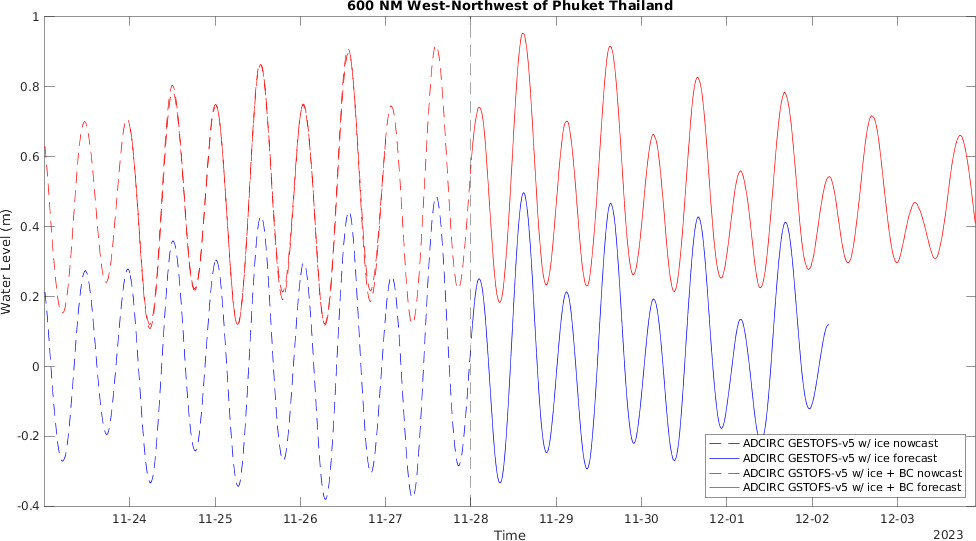 600 NM West-Northwest of Phuket Thailand
1
0.8
0.6
0.4
0.2
0
-0.2
-0.4
Water Level (m)
11-24 11-25 11-26 11-27 11-28 11-29 11-30 12-01 12-02 12-03
Time
2023
ADCIRC GESTOFS-v5 w/ ice nowcast
ADCIRC GESTOFS-v5 w/ ice forecast
ADCIRC GSTOFS-v5 w/ ice + BC nowcast
ADCIRC GSTOFS-v5 w/ ice + BC forecast